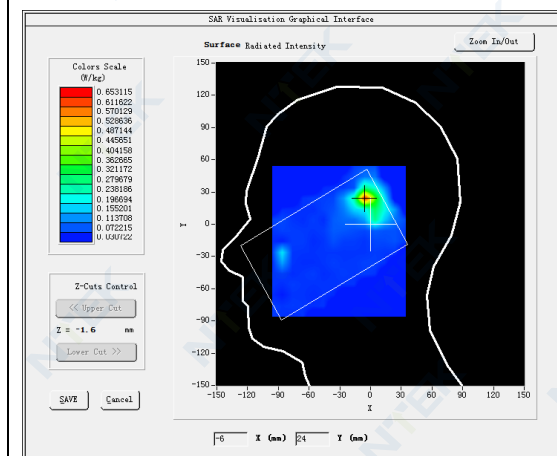 SAR Visualisation Graphical Interface
Surface Radiated Intensity
Zoom In/Out
Colors Scale
(W/kg)
0.653115
0.611622
0.570129
0.528636
0.487144
0.445651
0.404158
0.362665
0.321172
0.279679
0.238186
0.196694
0.155201
0.113708
0.072215
0.030722
Z-Cuts Control
<< Upper Cut
Z = -1.6 mm
Lower Cut >>
SAVE
Cancel
150
120
90
60
30
0
-30
-60
-90
-120
-150
Y
-150 -120 -90 -60 -30 0 30 60 90 120 150
X
-6 X (mm) 24 Y (mm)
NTEK